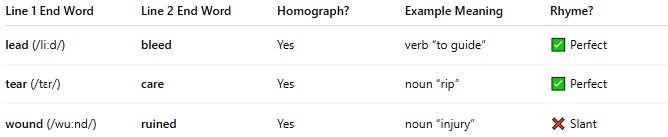 Line 1 End Word Line 2 End Word Homograph? Example Meaning Rhyme?
lead (/liːd/) bleed Yes verb “to guide” ✅ Perfect
tear (/tɛr/) care Yes noun “rip” ✅ Perfect
wound (/wuːnd/) ruined Yes noun “injury” ❌ Slant